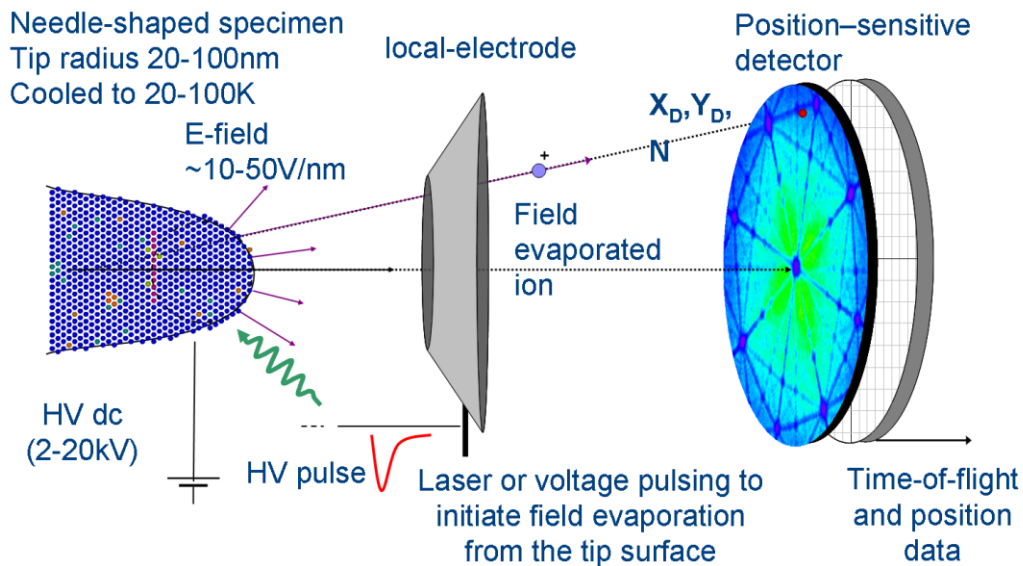 Needle-shaped specimen
Tip radius 20-100nm
Cooled to 20-100K
local-electrode
Position–sensitive
detector
E-field
~10-50V/nm
X_D,Y_D,
N
+
Field
evaporated
ion
HV dc
(2-20kV)
HV pulse
Laser or voltage pulsing to
initiate field evaporation
from the tip surface
Time-of-flight
and position
data